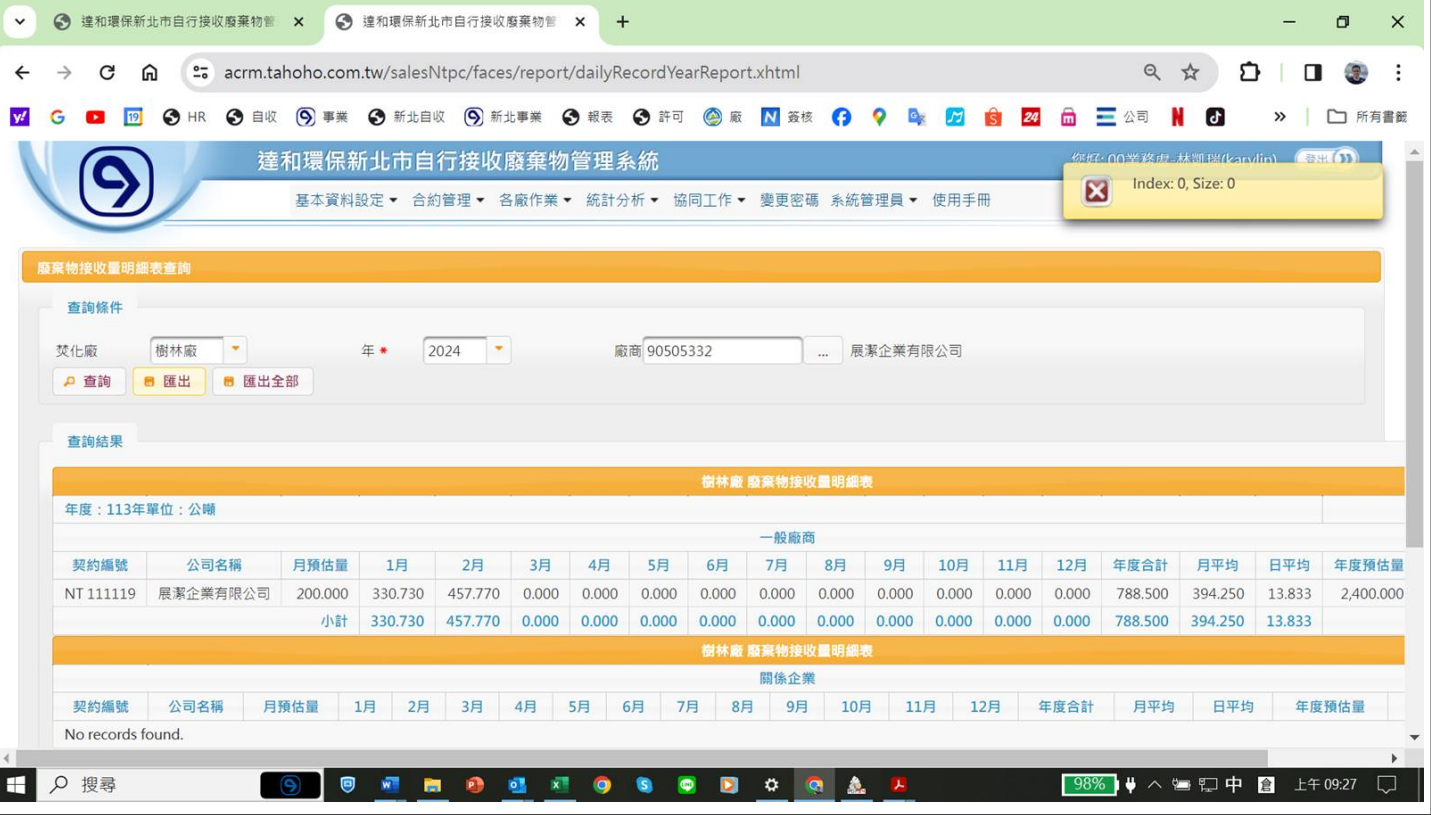 達和環保新北市自行接收廢棄物管
達和環保新北市自行接收廢棄物管
acrm.tahoho.com.tw/salesNtpc/faces/report/dailyRecordYearReport.xhtml
HR 自收 事業 新北自收 新北事業 報表 許可 廠 簽核 公司 所有書籤
達和環保新北市自行接收廢棄物管理系統
您好: 00業務處-林凱瑞(karylin) 登出
Index: 0, Size: 0
基本資料設定 合約管理 各廠作業 統計分析 協同工作 變更密碼 系統管理員 使用手冊
廢棄物接收量明細表查詢
查詢條件
焚化廠 樹林廠 年 * 2024 廠商 90505332 ... 展潔企業有限公司
查詢 匯出 匯出全部
查詢結果
樹林廠 廢棄物接收量明細表
年度：113年單位：公噸
一般廠商
契約編號 公司名稱 月預估量 1月 2月 3月 4月 5月 6月 7月 8月 9月 10月 11月 12月 年度合計 月平均 日平均 年度預估量
NT 111119 展潔企業有限公司 200.000 330.730 457.770 0.000 0.000 0.000 0.000 0.000 0.000 0.000 0.000 0.000 0.000 788.500 394.250 13.833 2,400.000
小計 330.730 457.770 0.000 0.000 0.000 0.000 0.000 0.000 0.000 0.000 0.000 0.000 788.500 394.250 13.833
樹林廠 廢棄物接收量明細表
關係企業
契約編號 公司名稱 月預估量 1月 2月 3月 4月 5月 6月 7月 8月 9月 10月 11月 12月 年度合計 月平均 日平均 年度預估量
No records found.
搜尋 98% 中 倉 上午 09:27